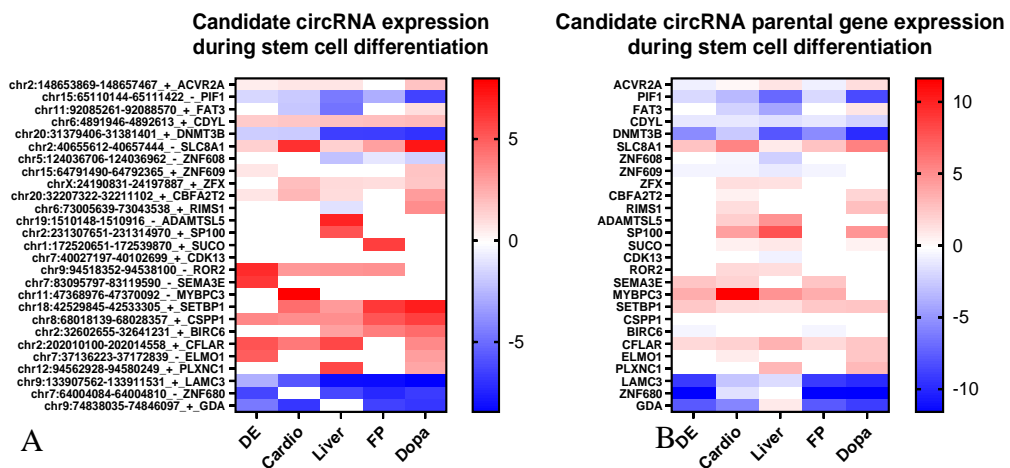 Candidate circRNA expression
during stem cell differentiation
chr2:148653869-148657467_+_ACVR2A
chr15:65110144-65111422_-_PIF1
chr11:92085261-92088570_+_FAT3
chr6:4891946-4892613_+_CDYL
chr20:31379406-31381401_+_DNMT3B
chr2:40655612-40657444_-_SLC8A1
chr5:124036706-124036962_-_ZNF608
chr15:64791490-64792365_+_ZNF609
chrX:24190831-24197887_+_ZFX
chr20:32207322-32211102_+_CBFA2T2
chr6:73005639-73043538_+_RIMS1
chr19:1510148-1510916_-_ADAMTSL5
chr2:231307651-231314970_+_SP100
chr1:172520651-172539870_+_SUCO
chr7:40027197-40102699_+_CDK13
chr9:94518352-94538100_-_ROR2
chr7:83095797-83119590_-_SEMA3E
chr11:47368976-47370092_-_MYBPC3
chr18:42529845-42533305_+_SETBP1
chr8:68018139-68028357_+_CSPP1
chr2:32602655-32641231_+_BIRC6
chr2:202010100-202014558_+_CFLAR
chr7:37136223-37172839_-_ELMO1
chr12:94562928-94580249_+_PLXNC1
chr9:133907562-133911531_+_LAMC3
chr7:64004084-64004810_-_ZNF680
chr9:74838035-74846097_+_GDA
DE
Cardio
Liver
FP
Dopa
5
0
-5
A
Candidate circRNA parental gene expression
during stem cell differentiation
ACVR2A
PIF1
FAT3
CDYL
DNMT3B
SLC8A1
ZNF608
ZNF609
ZFX
CBFA2T2
RIMS1
ADAMTSL5
SP100
SUCO
CDK13
ROR2
SEMA3E
MYBPC3
SETBP1
CSPP1
BIRC6
CFLAR
ELMO1
PLXNC1
LAMC3
ZNF680
GDA
DE
Cardio
Liver
FP
Dopa
10
5
0
-5
-10
B